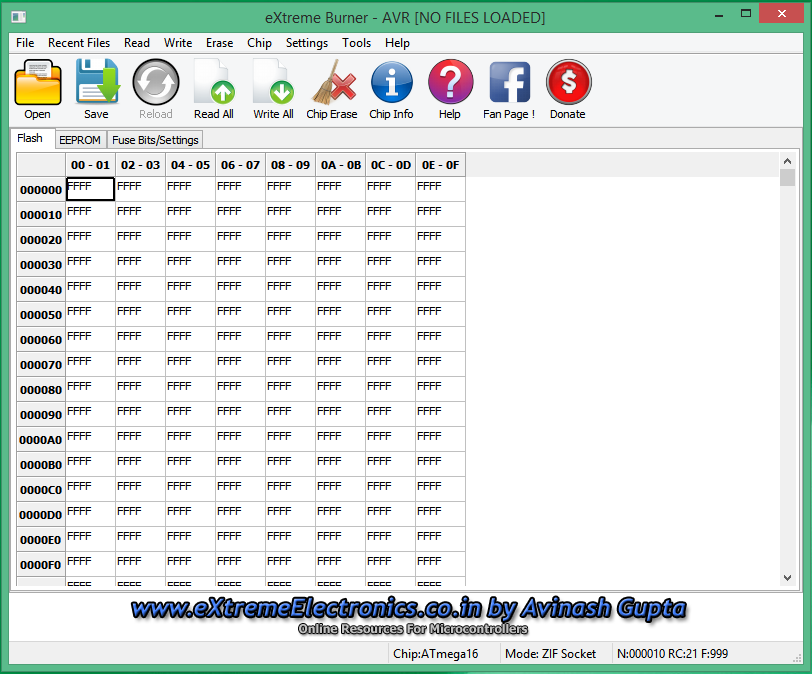 eXtreme Burner - AVR [NO FILES LOADED]
File Recent Files Read Write Erase Chip Settings Tools Help
Open Save Reload Read All Write All Chip Erase Chip Info Help Fan Page ! Donate
Flash EEPROM Fuse Bits/Settings
00 - 01 02 - 03 04 - 05 06 - 07 08 - 09 0A - 0B 0C - 0D 0E - 0F
000000 FFFF FFFF FFFF FFFF FFFF FFFF FFFF FFFF
000010 FFFF FFFF FFFF FFFF FFFF FFFF FFFF FFFF
000020 FFFF FFFF FFFF FFFF FFFF FFFF FFFF FFFF
000030 FFFF FFFF FFFF FFFF FFFF FFFF FFFF FFFF
000040 FFFF FFFF FFFF FFFF FFFF FFFF FFFF FFFF
000050 FFFF FFFF FFFF FFFF FFFF FFFF FFFF FFFF
000060 FFFF FFFF FFFF FFFF FFFF FFFF FFFF FFFF
000070 FFFF FFFF FFFF FFFF FFFF FFFF FFFF FFFF
000080 FFFF FFFF FFFF FFFF FFFF FFFF FFFF FFFF
000090 FFFF FFFF FFFF FFFF FFFF FFFF FFFF FFFF
0000A0 FFFF FFFF FFFF FFFF FFFF FFFF FFFF FFFF
0000B0 FFFF FFFF FFFF FFFF FFFF FFFF FFFF FFFF
0000C0 FFFF FFFF FFFF FFFF FFFF FFFF FFFF FFFF
0000D0 FFFF FFFF FFFF FFFF FFFF FFFF FFFF FFFF
0000E0 FFFF FFFF FFFF FFFF FFFF FFFF FFFF FFFF
0000F0 FFFF FFFF FFFF FFFF FFFF FFFF FFFF FFFF
www.eXtremeElectronics.co.in by Avinash Gupta
Online Resources For Microcontrollers
Chip:ATmega16 Mode: ZIF Socket N:000010 RC:21 F:999